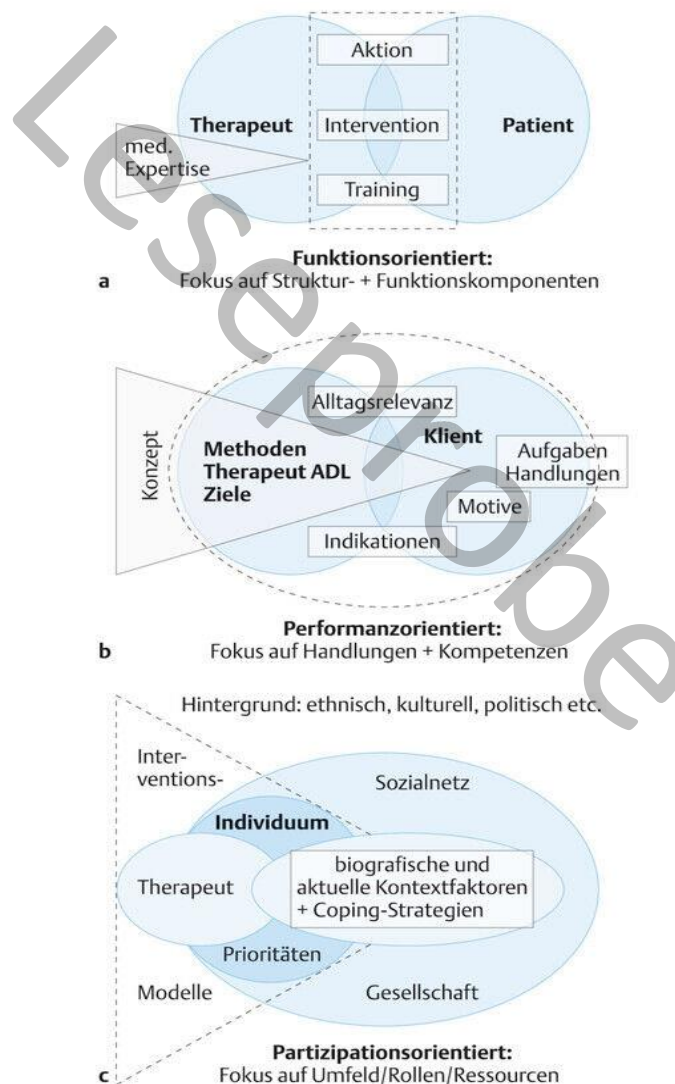 Aktion
Therapeut
Intervention
Patient
med.
Expertise
Training
Funktionsorientiert:
a
Fokus auf Struktur- + Funktionskomponenten
Alltagsrelevanz
Klient
Konzept
Methoden
Therapeut ADL
Ziele
Aufgaben
Handlungen
Motive
Indikationen
Performanzorientiert:
b
Fokus auf Handlungen + Kompetenzen
Hintergrund: ethnisch, kulturell, politisch etc.
Inter-
ventions-
Sozialnetz
Individuum
Therapeut
biografische und
aktuelle Kontextfaktoren
+ Coping-Strategien
Prioritäten
Modelle
Gesellschaft
Partizipationsorientiert:
c
Fokus auf Umfeld/Rollen/Ressourcen
Leseprobe